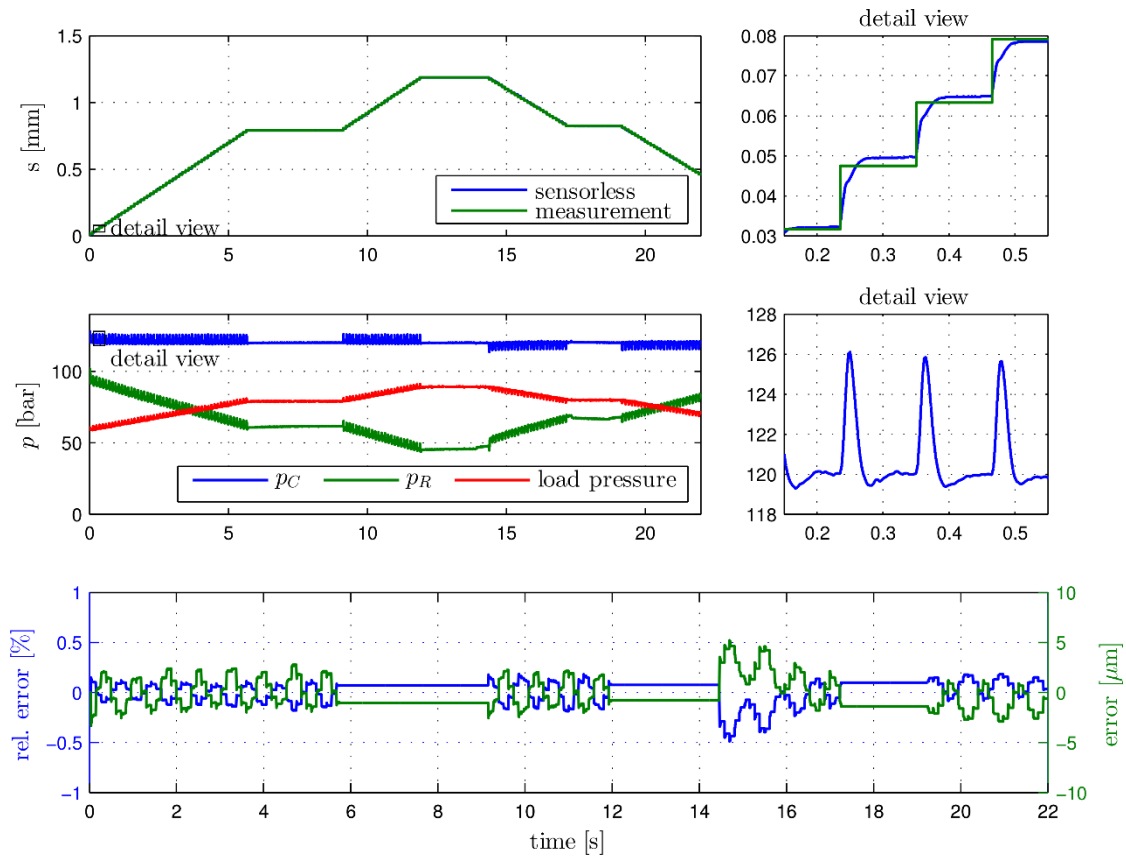 detail view
1.5
1
0.5
0
s [mm]
sensorless
measurement
detail view
0 5 10 15 20
0.08
0.07
0.06
0.05
0.04
0.03
0.2 0.3 0.4 0.5
detail view
100
50
0
p [bar]
detail view
p_C p_R load pressure
0 5 10 15 20
128
126
124
122
120
118
0.2 0.3 0.4 0.5
1
0.5
0
−0.5
−1
rel. error [%]
10
5
0
−5
−10
error [μm]
0 2 4 6 8 10 12 14 16 18 20 22
time [s]